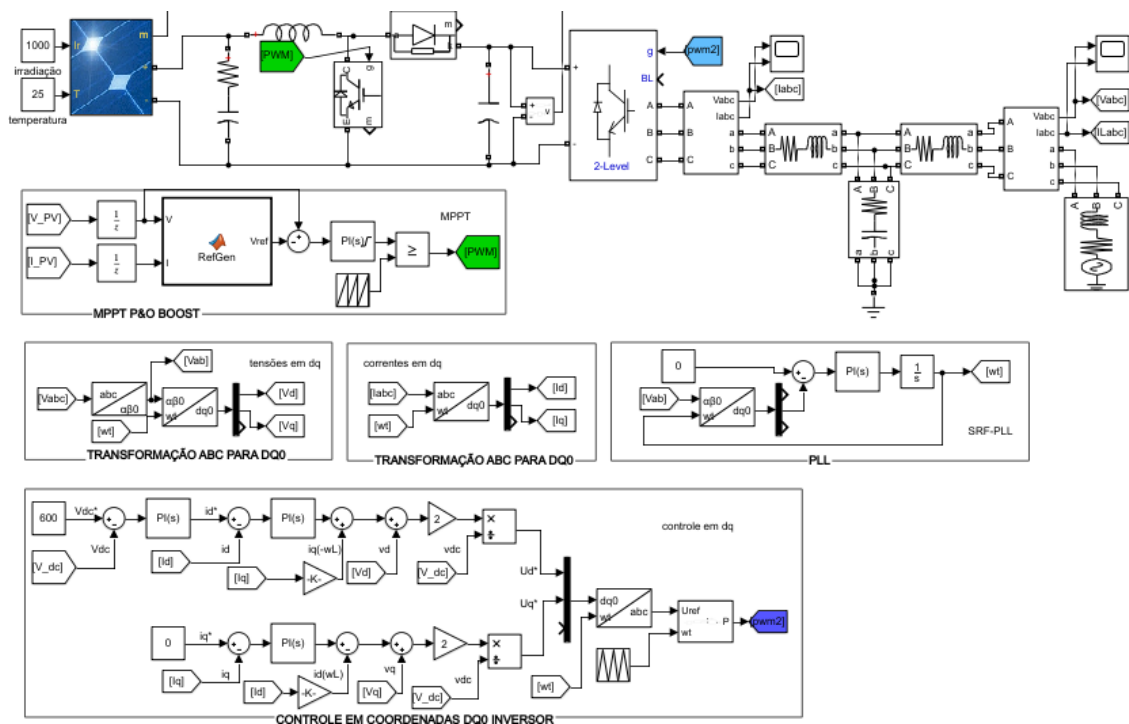 1000
irradiação
25
temperatura
Ir
T
m
+
-
[PWM]
C
g
E
m
m
+
-
v
+
-
g
BL
A
B
C
2-Level
[pwm2]
A
B
C
Vabc
Iabc
a
b
c
[Iabc]
A
B
C
a
b
c
A
B
C
a
b
c
A
B
C
a
b
c
A
B
C
Vabc
Iabc
a
b
c
[Vabc]
[ILabc]
A
B
C
[V_PV]
1
z
V
RefGen
Vref
[I_PV]
1
z
I
PI(s)
≥
MPPT
[PWM]
MPPT P&O BOOST
[Vabc]
abc
αβ0
[Vab]
αβ0
wt
dq0
[wt]
tensões em dq
[Vd]
[Vq]
TRANSFORMAÇÃO ABC PARA DQ0
correntes em dq
[Iabc]
abc
wt
dq0
[wt]
[Id]
[Iq]
TRANSFORMAÇÃO ABC PARA DQ0
0
PI(s)
1
s
[wt]
[Vab]
αβ0
wt
dq0
SRF-PLL
PLL
600
Vdc*
PI(s)
id*
PI(s)
2
×
÷
controle em dq
[V_dc]
Vdc
[Id]
id
[Iq]
-K-
iq(-wL)
[Vd]
vd
[V_dc]
vdc
Ud*
Uq*
dq0
wt
abc
Uref
wt
P
[pwm2]
0
iq*
PI(s)
2
×
÷
[Iq]
iq
[Id]
-K-
id(wL)
[Vq]
vq
[V_dc]
vdc
[wt]
CONTROLE EM COORDENADAS DQ0 INVERSOR